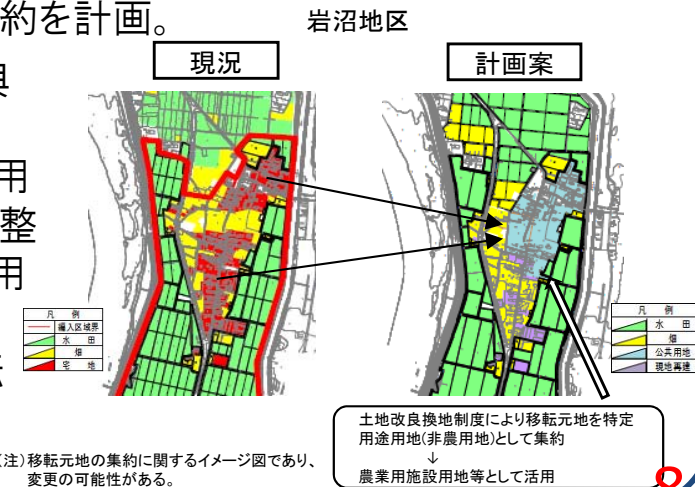 約を計画。
岩沼地区
現況
計画案
用
整
用
凡 例
編入区域界
水 田
畑
宅 地
凡 例
水 田
畑
公共用地
現地再建
土地改良換地制度により移転元地を特定
用途用地(非農用地)として集約
↓
農業用施設用地等として活用
(注)移転元地の集約に関するイメージ図であり、
変更の可能性がある。